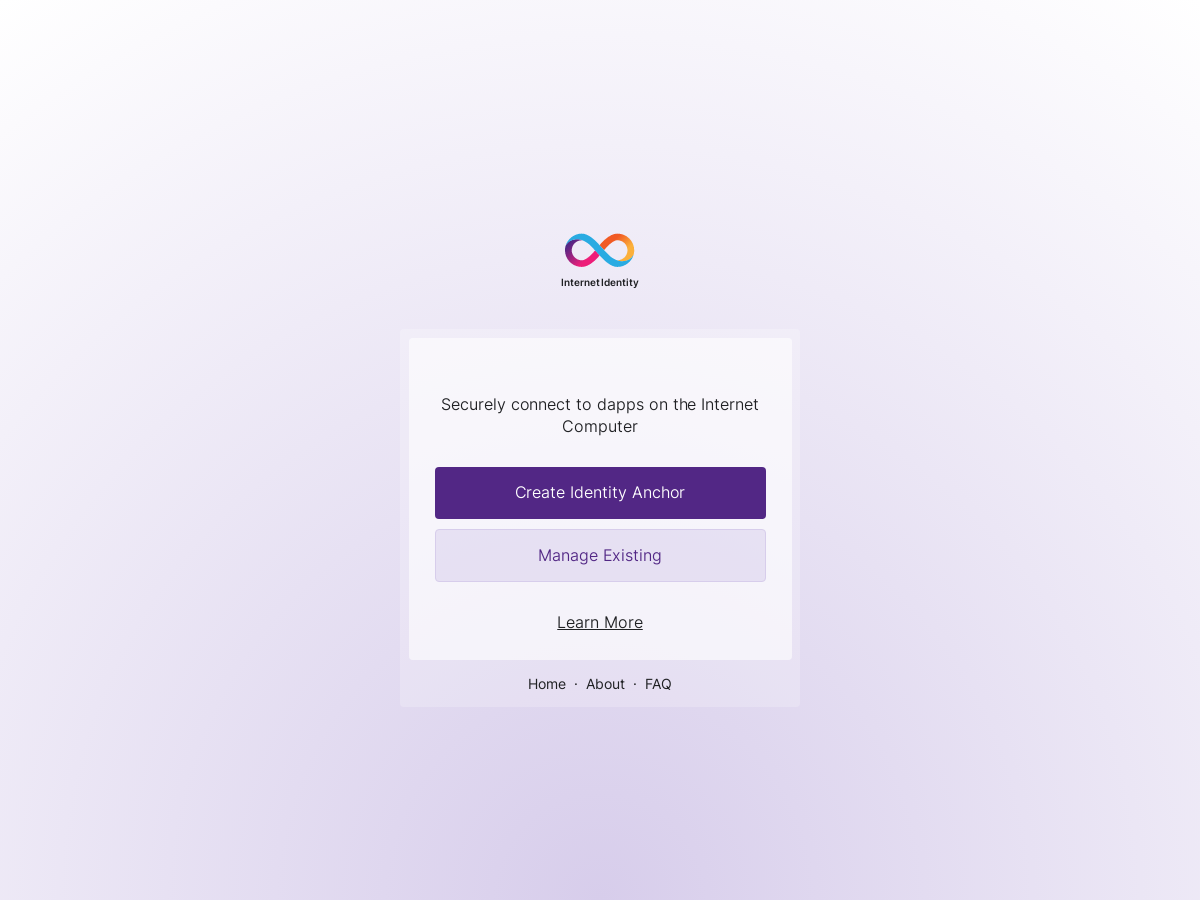 Internet Identity
Securely connect to dapps on the Internet
Computer
Create Identity Anchor
Manage Existing
Learn More
Home · About · FAQ